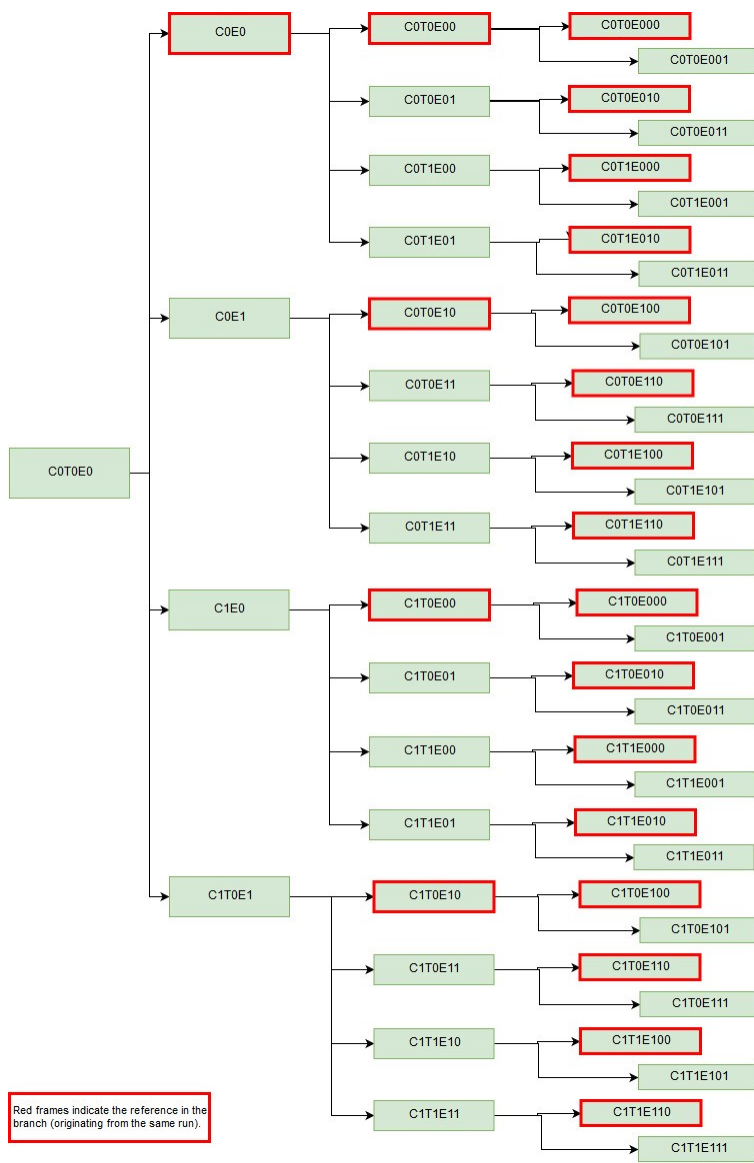 C0E0
C0T0E00
C0T0E000
C0T0E001
C0T0E01
C0T0E010
C0T0E011
C0T1E00
C0T1E000
C0T1E001
C0T1E01
C0T1E010
C0T1E011
C0E1
C0T0E10
C0T0E100
C0T0E101
C0T0E11
C0T0E110
C0T0E111
C0T1E10
C0T1E100
C0T1E101
C0T1E11
C0T1E110
C0T1E111
C0T0E0
C1E0
C1T0E00
C1T0E000
C1T0E001
C1T0E01
C1T0E010
C1T0E011
C1T1E00
C1T1E000
C1T1E001
C1T1E01
C1T1E010
C1T1E011
C1T0E1
C1T0E10
C1T0E100
C1T0E101
C1T0E11
C1T0E110
C1T0E111
C1T1E10
C1T1E100
C1T1E101
C1T1E11
C1T1E110
C1T1E111
Red frames indicate the reference in the
branch (originating from the same run).